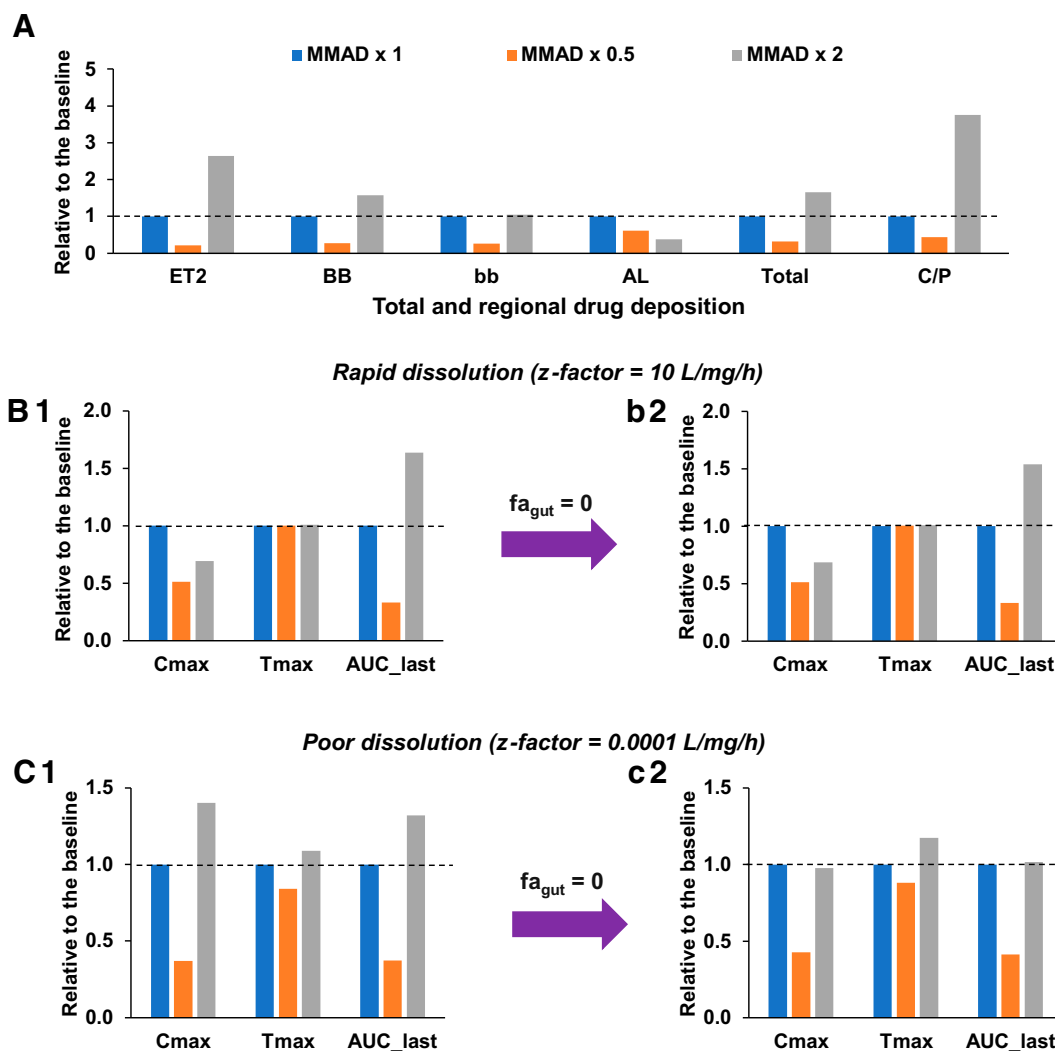 A
MMAD x 1 MMAD x 0.5 MMAD x 2
Relative to the baseline
5
4
3
2
1
0
ET2 BB bb AL Total C/P
Total and regional drug deposition
Rapid dissolution (z-factor = 10 L/mg/h)
B1
Relative to the baseline
2.0
1.5
1.0
0.5
0.0
Cmax Tmax AUC_last
fagut = 0
b2
Relative to the baseline
2.0
1.5
1.0
0.5
0.0
Cmax Tmax AUC_last
Poor dissolution (z-factor = 0.0001 L/mg/h)
C1
Relative to the baseline
1.5
1.0
0.5
0.0
Cmax Tmax AUC_last
fagut = 0
c2
Relative to the baseline
1.5
1.0
0.5
0.0
Cmax Tmax AUC_last